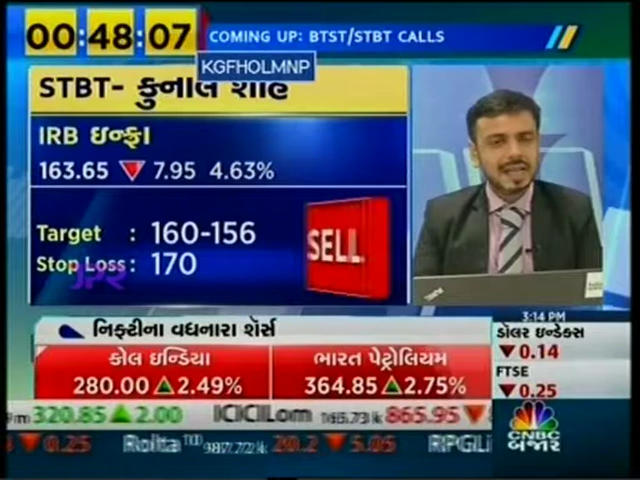 00:48:07
COMING UP: BTST/STBT CALLS
KGFHOLMNP
STBT- કુનાલ શાહ
IRB ઇન્ફ્રા
163.65 ▼ 7.95 4.63%
Target : 160-156
Stop Loss : 170
SELL
JPR
3:14 PM
નિફ્ટીના વધનારા શૅર્સ
કોલ ઇન્ડિયા
280.00 ▲ 2.49%
ભારત પેટ્રોલિયમ
364.85 ▲ 2.75%
ડૉલર ઇન્ડેક્સ
▼ 0.14
FTSE
▼ 0.25
320.85 ▲ 2.00 865.95 ▼
▼ 0.25 Rolta 20.2 ▼ 5.05 RPGLi
CNBC
બજાર